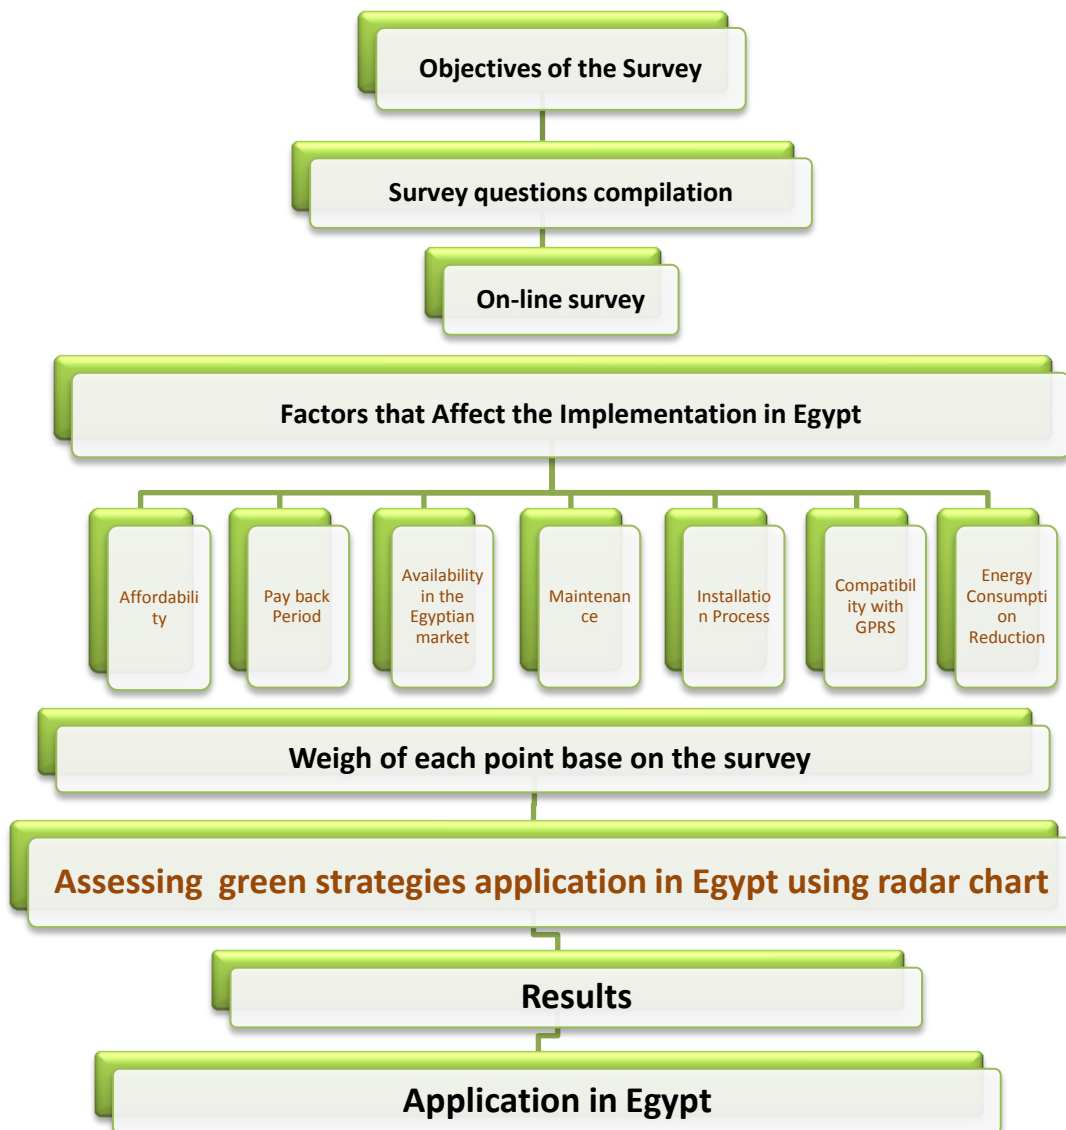 Objectives of the Survey
Survey questions compilation
On-line survey
Factors that Affect the Implementation in Egypt
Affordabili
ty
Pay back
Period
Availability
in the
Egyptian
market
Maintenan
ce
Installatio
n Process
Compatibil
ity with
GPRS
Energy
Consumpti
on
Reduction
Weigh of each point base on the survey
Assessing  green strategies application in Egypt using radar chart
Results
Application in Egypt